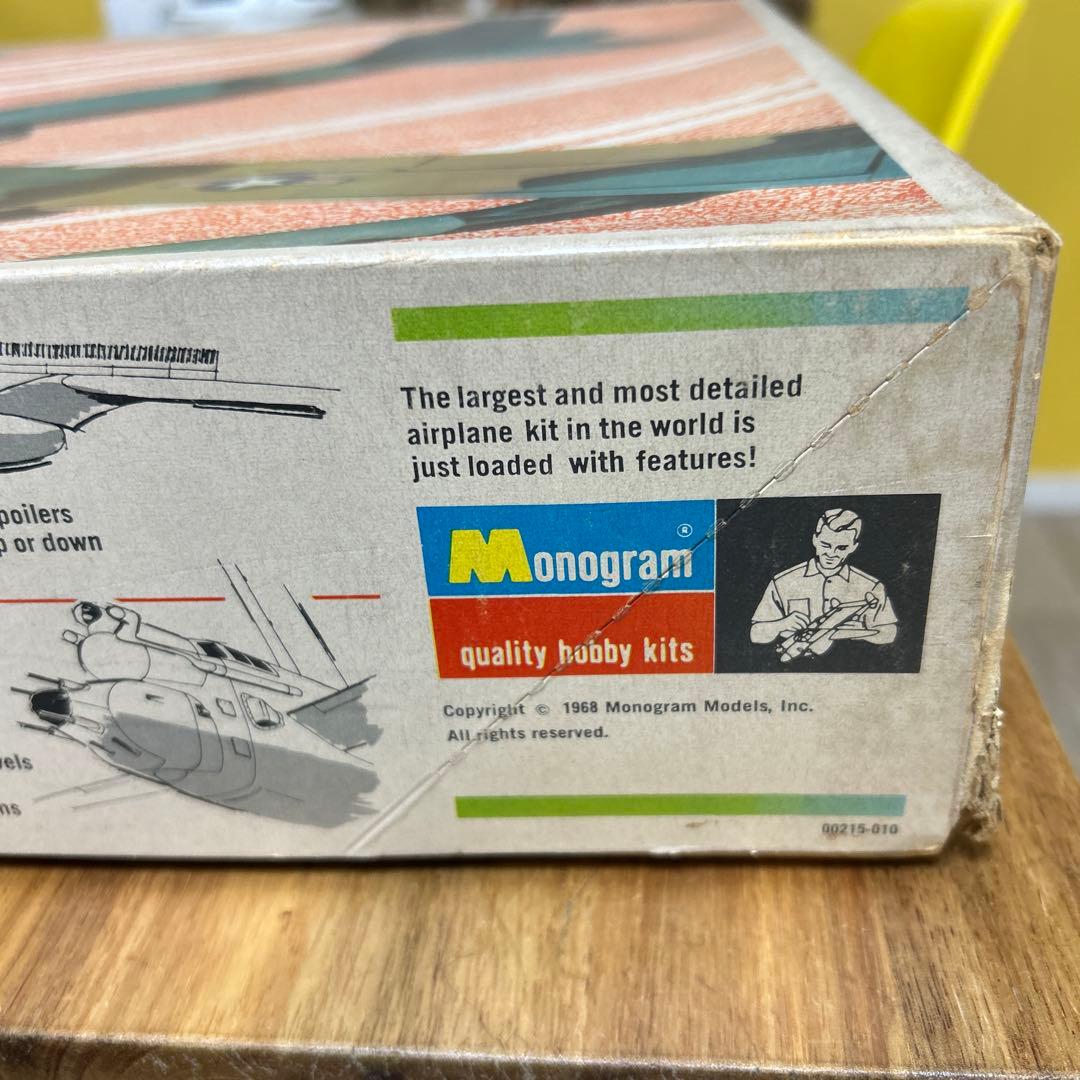 The largest and most detailed
airplane kit in the world is
just loaded with features!
poilers
p or down
Monogram ®
quality hobby kits
Copyright © 1968 Monogram Models, Inc.
All rights reserved.
els
ns
00215-010